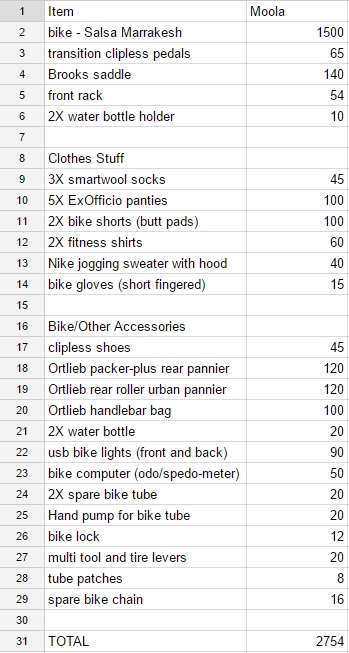 1 Item Moola
2 bike - Salsa Marrakesh 1500
3 transition clipless pedals 65
4 Brooks saddle 140
5 front rack 54
6 2X water bottle holder 10
7
8 Clothes Stuff
9 3X smartwool socks 45
10 5X ExOfficio panties 100
11 2X bike shorts (butt pads) 100
12 2X fitness shirts 60
13 Nike jogging sweater with hood 40
14 bike gloves (short fingered) 15
15
16 Bike/Other Accessories
17 clipless shoes 45
18 Ortlieb packer-plus rear pannier 120
19 Ortlieb rear roller urban pannier 120
20 Ortlieb handlebar bag 100
21 2X water bottle 20
22 usb bike lights (front and back) 90
23 bike computer (odo/spedo-meter) 50
24 2X spare bike tube 20
25 Hand pump for bike tube 20
26 bike lock 12
27 multi tool and tire levers 20
28 tube patches 8
29 spare bike chain 16
30
31 TOTAL 2754